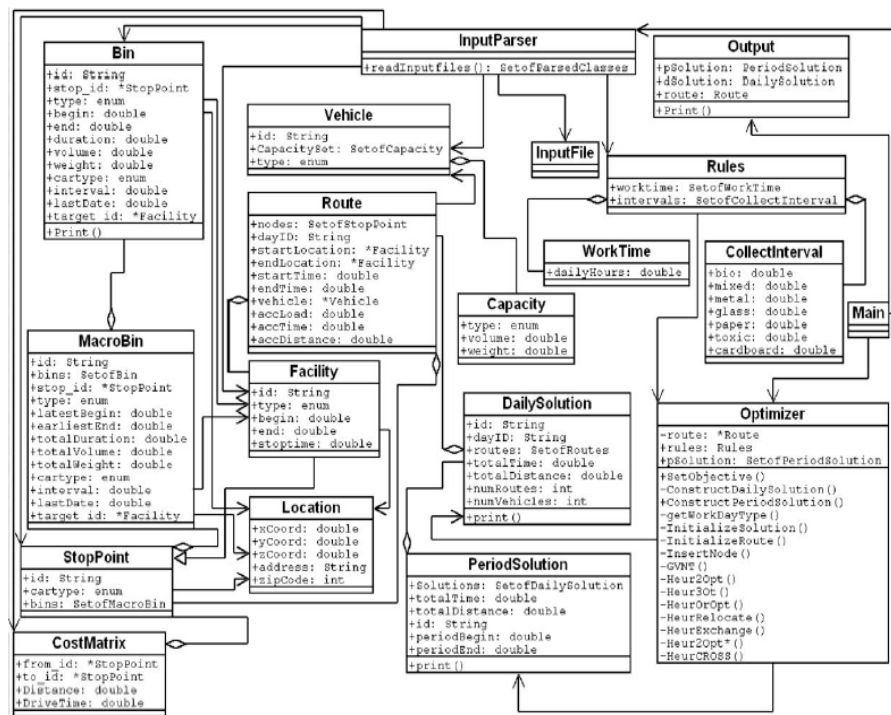 Bin
+id: String
+stop_id: *StopPoint
+type: enum
+begin: double
+end: double
+duration: double
+volume: double
+weight: double
+cartype: enum
+interval: double
+lastDate: double
+target id: *Facility
+Print()
InputParser
+readInputfiles(): SetofParsedClasses
Output
+pSolution: PeriodSolution
+dSolution: DailySolution
+route: Route
+Print()
Vehicle
+id: String
+CapacitySet: SetofCapacity
+type: enum
InputFile
Rules
+worktime: SetofWorkTime
+intervals: SetofCollectInterval
Route
+nodes: SetofStopPoint
+dayID: String
+startLocation: *Facility
+endLocation: *Facility
+startTime: double
+endTime: double
+vehicle: *Vehicle
+accLoad: double
+accTime: double
+accDistance: double
WorkTime
+dailyHours: double
CollectInterval
+bio: double
+mixed: double
+metal: double
+glass: double
+paper: double
+toxic: double
+cardboard: double
Main
Capacity
+type: enum
+volume: double
+weight: double
MacroBin
+id: String
+bins: SetofBin
+stop_id: *StopPoint
+type: enum
+latestBegin: double
+earliestEnd: double
+totalDuration: double
+totalVolume: double
+totalWeight: double
+cartype: enum
+interval: double
+lastDate: double
+target id: *Facility
Facility
+id: String
+type: enum
+begin: double
+end: double
+stoptime: double
DailySolution
+id: String
+dayID: String
+routes: SetofRoutes
+totalTime: double
+totalDistance: double
+numRoutes: int
+numVehicles: int
+print()
Optimizer
-route: *Route
+rules: Rules
+pSolution: SetofPeriodSolution
+SetObjective()
-ConstructDailySolution()
+ConstructPeriodSolution()
-getWorkDayType()
-InitializeSolution()
-InitializeRoute()
-InsertNode()
-GVNT()
-Heur2Opt()
-Heur3Ot()
-HeurOrOpt()
-HeurRelocate()
-HeurExchange()
-Heur2Opt*()
-HeurCROSS()
Location
+xCoord: double
+yCoord: double
+zCoord: double
+address: String
+zipCode: int
StopPoint
+id: String
+cartype: enum
+bins: SetofMacroBin
PeriodSolution
+Solutions: SetofDailySolution
+totalTime: double
+totalDistance: double
+id: String
+periodBegin: double
+periodEnd: double
+print()
CostMatrix
+from_id: *StopPoint
+to_id: *StopPoint
+Distance: double
+DriveTime: double